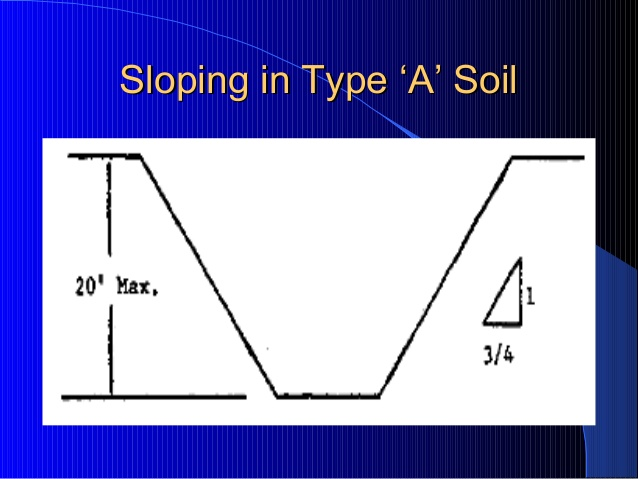 Sloping in Type ‘A’ Soil
20' Max.
1
3/4